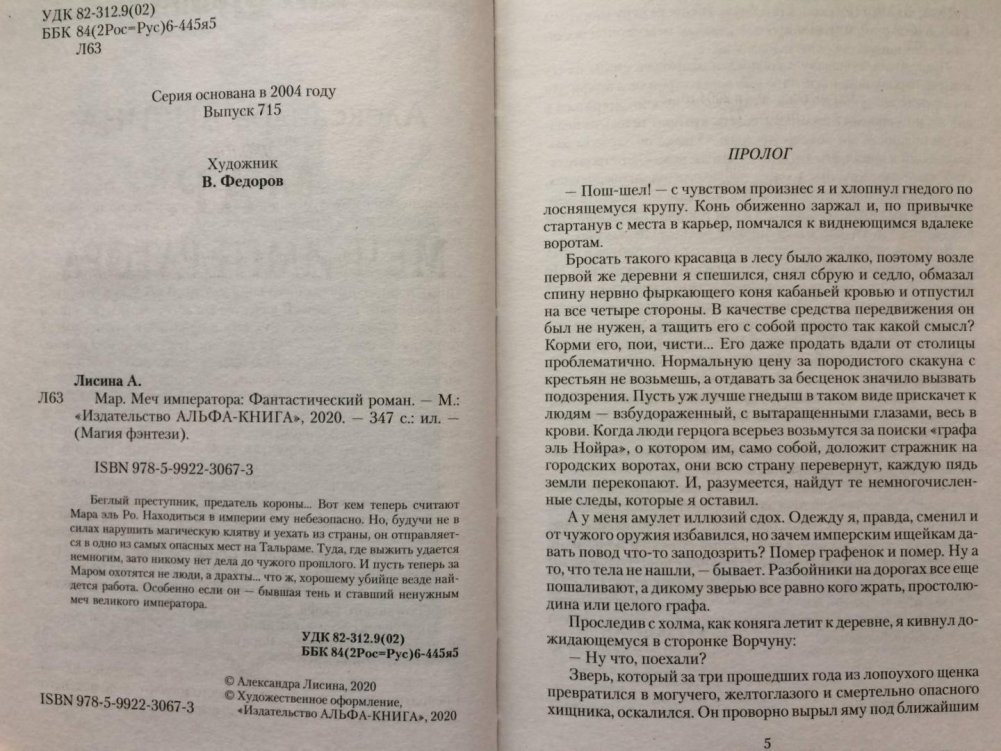 УДК 82-312.9(02)
ББК 84(2Рос=Рус)6-445я5
Л63
Серия основана в 2004 году
Выпуск 715
Художник
В. Федоров
Лисина А.
Л63 Мар. Меч императора: Фантастический роман. — М.:
«Издательство АЛЬФА-КНИГА», 2020. — 347 с.: ил. —
(Магия фэнтези).
ISBN 978-5-9922-3067-3
Беглый преступник, предатель короны... Вот кем теперь считают
Мара эль Ро. Находиться в империи ему небезопасно. Но, будучи не в
силах нарушить магическую клятву и уехать из страны, он отправляет-
ся в одно из самых опасных мест на Тальраме. Туда, где выжить удается
немногим, зато никому нет дела до чужого прошлого. И пусть теперь за
Маром охотятся не люди, а драхты... что ж, хорошему убийце везде най-
дется работа. Особенно если он — бывшая тень и ставший ненужным
меч великого императора.
УДК 82-312.9(02)
ББК 84(2Рос=Рус)6-445я5
© Александра Лисина, 2020
© Художественное оформление,
«Издательство АЛЬФА-КНИГА», 2020
ISBN 978-5-9922-3067-3
ПРОЛОГ
— Пош-шел! — с чувством произнес я и хлопнул гнедого по
лоснящемуся крупу. Конь обиженно заржал и, по привычке
стартанув с места в карьер, помчался к виднеющимся вдалеке
воротам.
Бросать такого красавца в лесу было жалко, поэтому возле
первой же деревни я спешился, снял сбрую и седло, обмазал
спину нервно фыркающего коня кабаньей кровью и отпустил
на все четыре стороны. В качестве средства передвижения он
был не нужен, а тащить его с собой просто так какой смысл?
Корми его, пои, чисти... Его даже продать вдали от столицы
проблематично. Нормальную цену за породистого скакуна с
крестьян не возьмешь, а отдавать за бесценок значило вызвать
подозрения. Пусть уж лучше гнедыш в таком виде прискачет к
людям — взбудораженный, с вытаращенными глазами, весь в
крови. Когда люди герцога всерьез возьмутся за поиски «графа
эль Нойра», о котором им, само собой, доложит стражник на
городских воротах, они всю страну перевернут, каждую пядь
земли перекопают. И, разумеется, найдут те немногочислен-
ные следы, которые я оставил.
А у меня амулет иллюзий сдох. Одежду я, правда, сменил и
от чужого оружия избавился, но зачем имперским ищейкам да-
вать повод что-то заподозрить? Помер графенок и помер. Ну а
то, что тела не нашли, — бывает. Разбойники на дорогах все еще
пошаливают, а дикому зверью все равно кого жрать, простолю-
дина или целого графа.
Проследив с холма, как коняга летит к деревне, я кивнул до-
жидающемуся в сторонке Ворчуну:
— Ну что, поехали?
Зверь, который за три прошедших года из лопоухого щенка
превратился в могучего, желтоглазого и смертельно опасного
хищника, оскалился. Он проворно вырыл яму под ближайшим
5